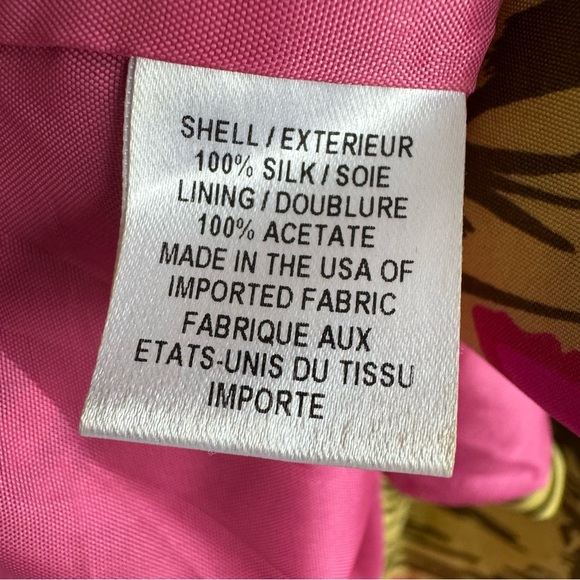 SHELL / EXTERIEUR
100% SILK / SOIE
LINING / DOUBLURE
100% ACETATE
MADE IN THE USA OF
IMPORTED FABRIC
FABRIQUE AUX
ETATS-UNIS DU TISSU
IMPORTE